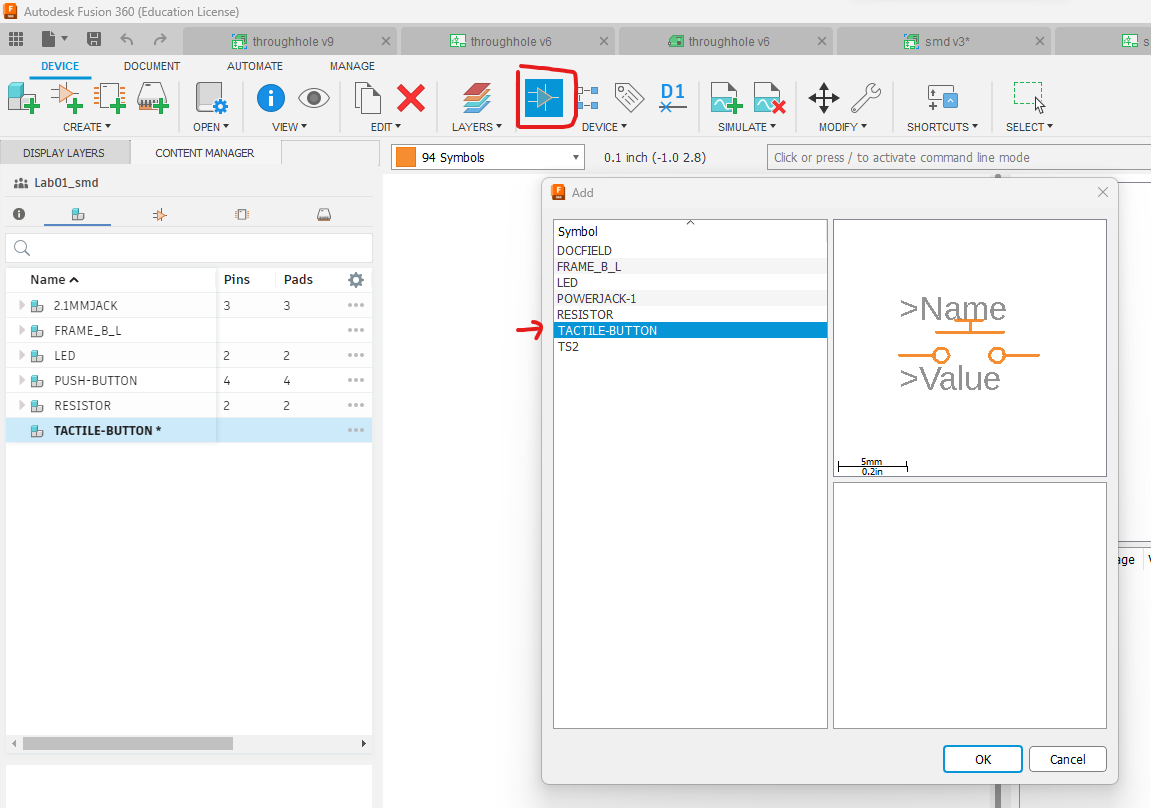 Autodesk Fusion 360 (Education License)
throughhole v9
throughhole v6
throughhole v6
smd v3*
s
DEVICE DOCUMENT AUTOMATE MANAGE
D1
CREATE OPEN VIEW EDIT LAYERS DEVICE SIMULATE MODIFY SHORTCUTS SELECT
DISPLAY LAYERS CONTENT MANAGER
94 Symbols
0.1 inch (-1.0 2.8)
Click or press / to activate command line mode
Lab01_smd
Name Pins Pads
2.1MMJACK 3 3
FRAME_B_L
LED 2 2
PUSH-BUTTON 4 4
RESISTOR 2 2
TACTILE-BUTTON *
Add
Symbol
DOCFIELD
FRAME_B_L
LED
POWERJACK-1
RESISTOR
TACTILE-BUTTON
TS2
>Name
>Value
5mm
0.2in
OK
Cancel